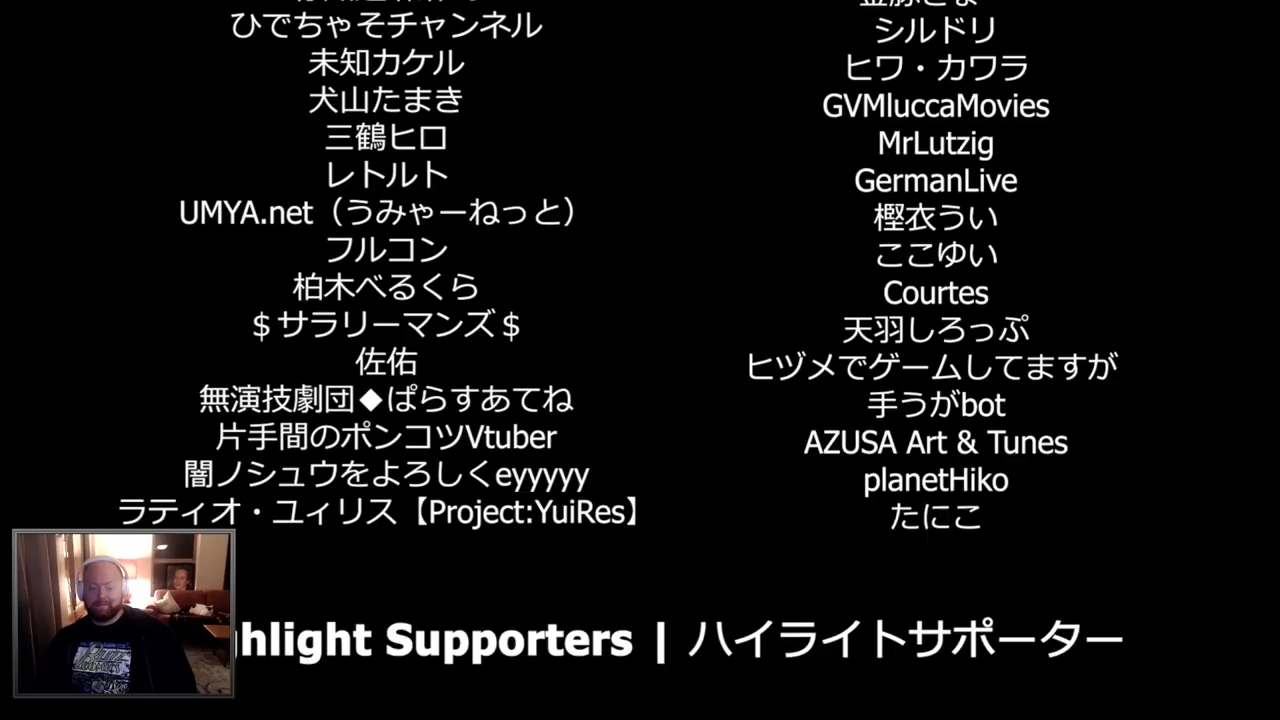 ひでちゃそチャンネル
未知カケル
犬山たまき
三鶴ヒロ
レトルト
UMYA.net（うみゃーねっと）
フルコン
柏木べるくら
＄サラリーマンズ＄
佐佑
無演技劇団◆ぱらすあてね
片手間のポンコツVtuber
闇ノシュウをよろしくeyyyyy
ラティオ・ユィリス【Project:YuiRes】
シルドリ
ヒワ・カワラ
GVMluccaMovies
MrLutzig
GermanLive
樫衣うい
ここゆい
Courtes
天羽しろっぷ
ヒヅメでゲームしてますが
手うがbot
AZUSA Art & Tunes
planetHiko
たにこ
ghlight Supporters | ハイライトサポーター